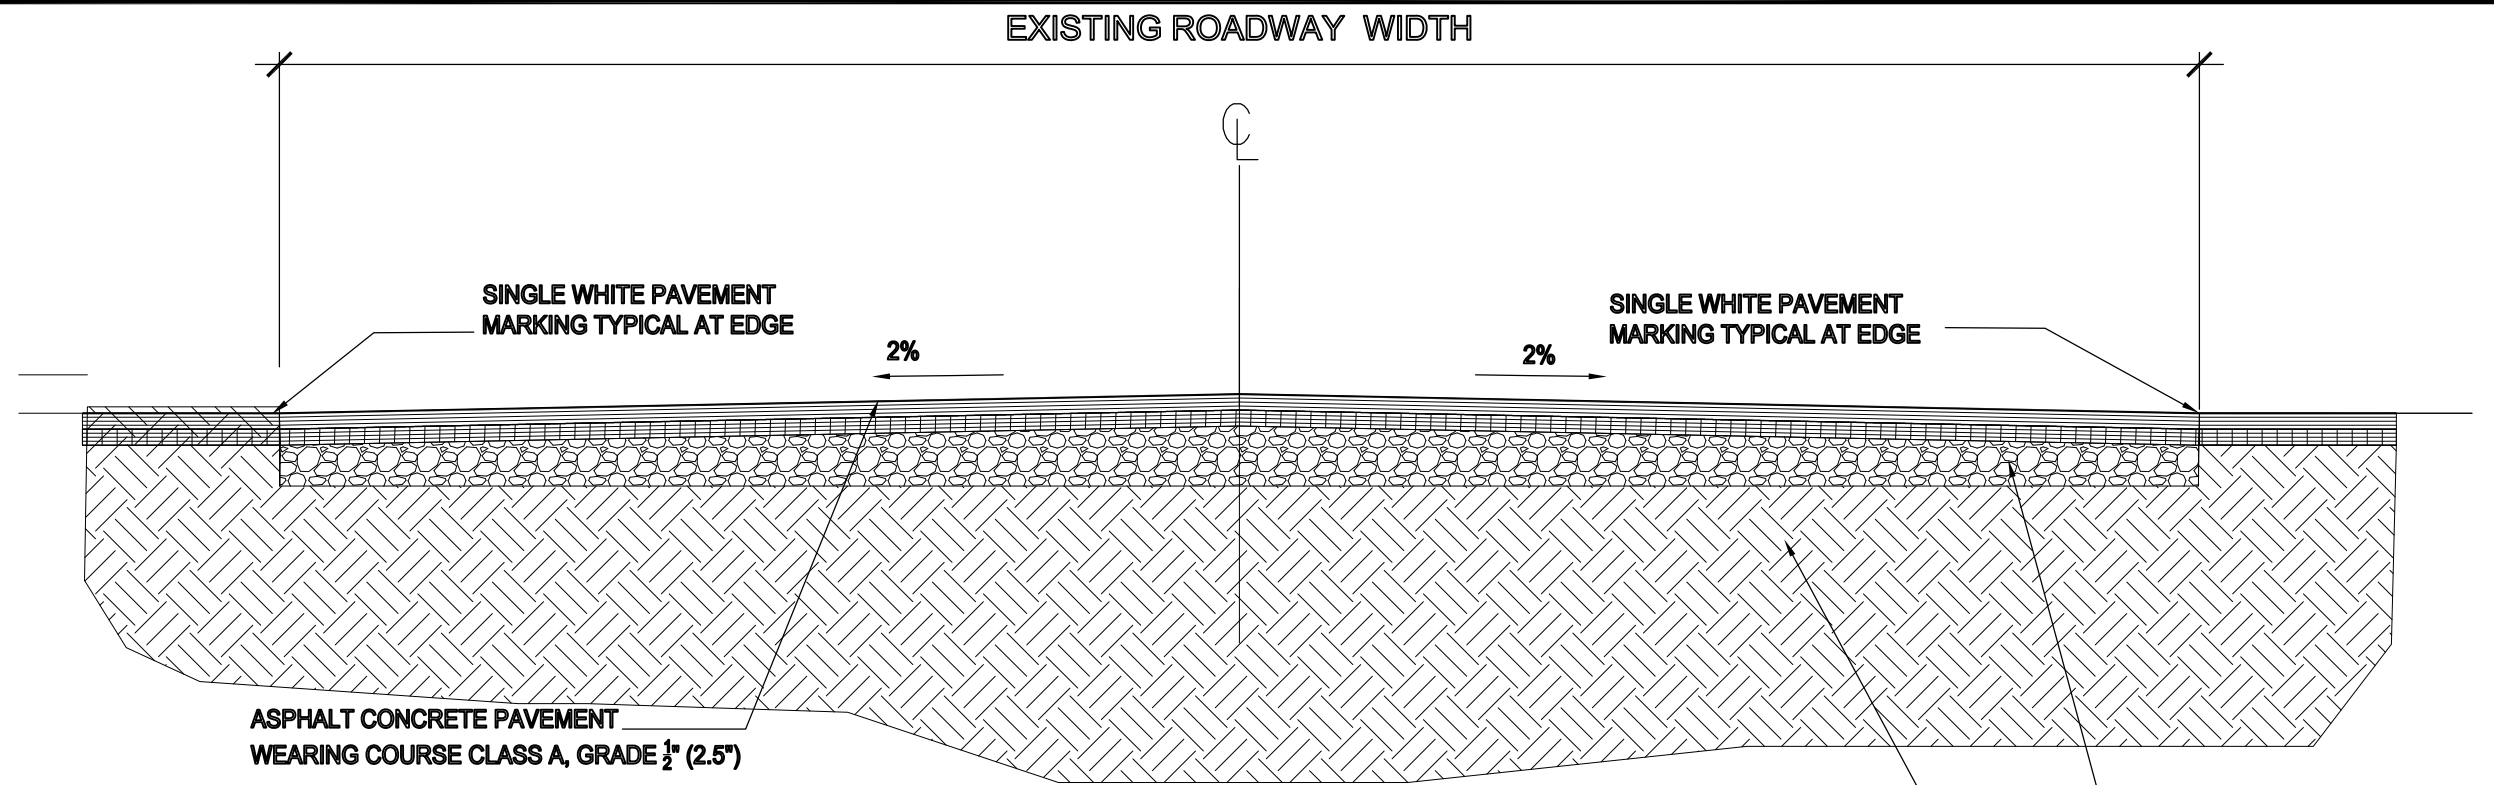 EXISTING ROADWAY WIDTH
℄
SINGLE WHITE PAVEMENT
MARKING TYPICAL AT EDGE
2%
2%
SINGLE WHITE PAVEMENT
MARKING TYPICAL AT EDGE
ASPHALT CONCRETE PAVEMENT
WEARING COURSE CLASS A, GRADE ½" (2.5")